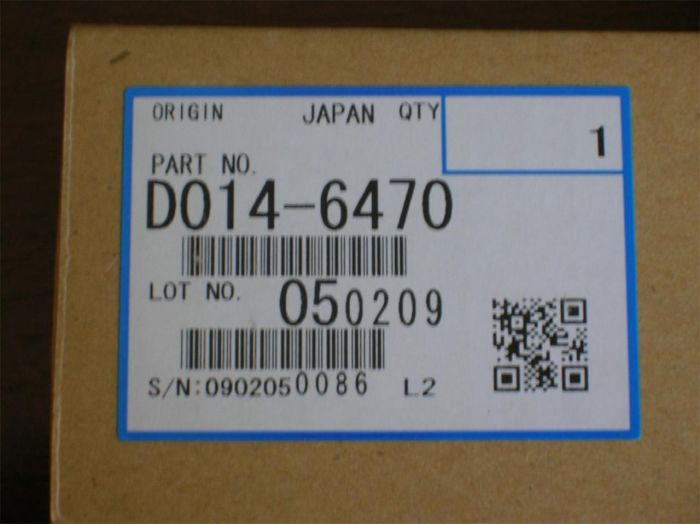 ORIGIN JAPAN QTY 1
PART NO.
D014-6470
LOT NO. 050209
S/N:0902050086 L2